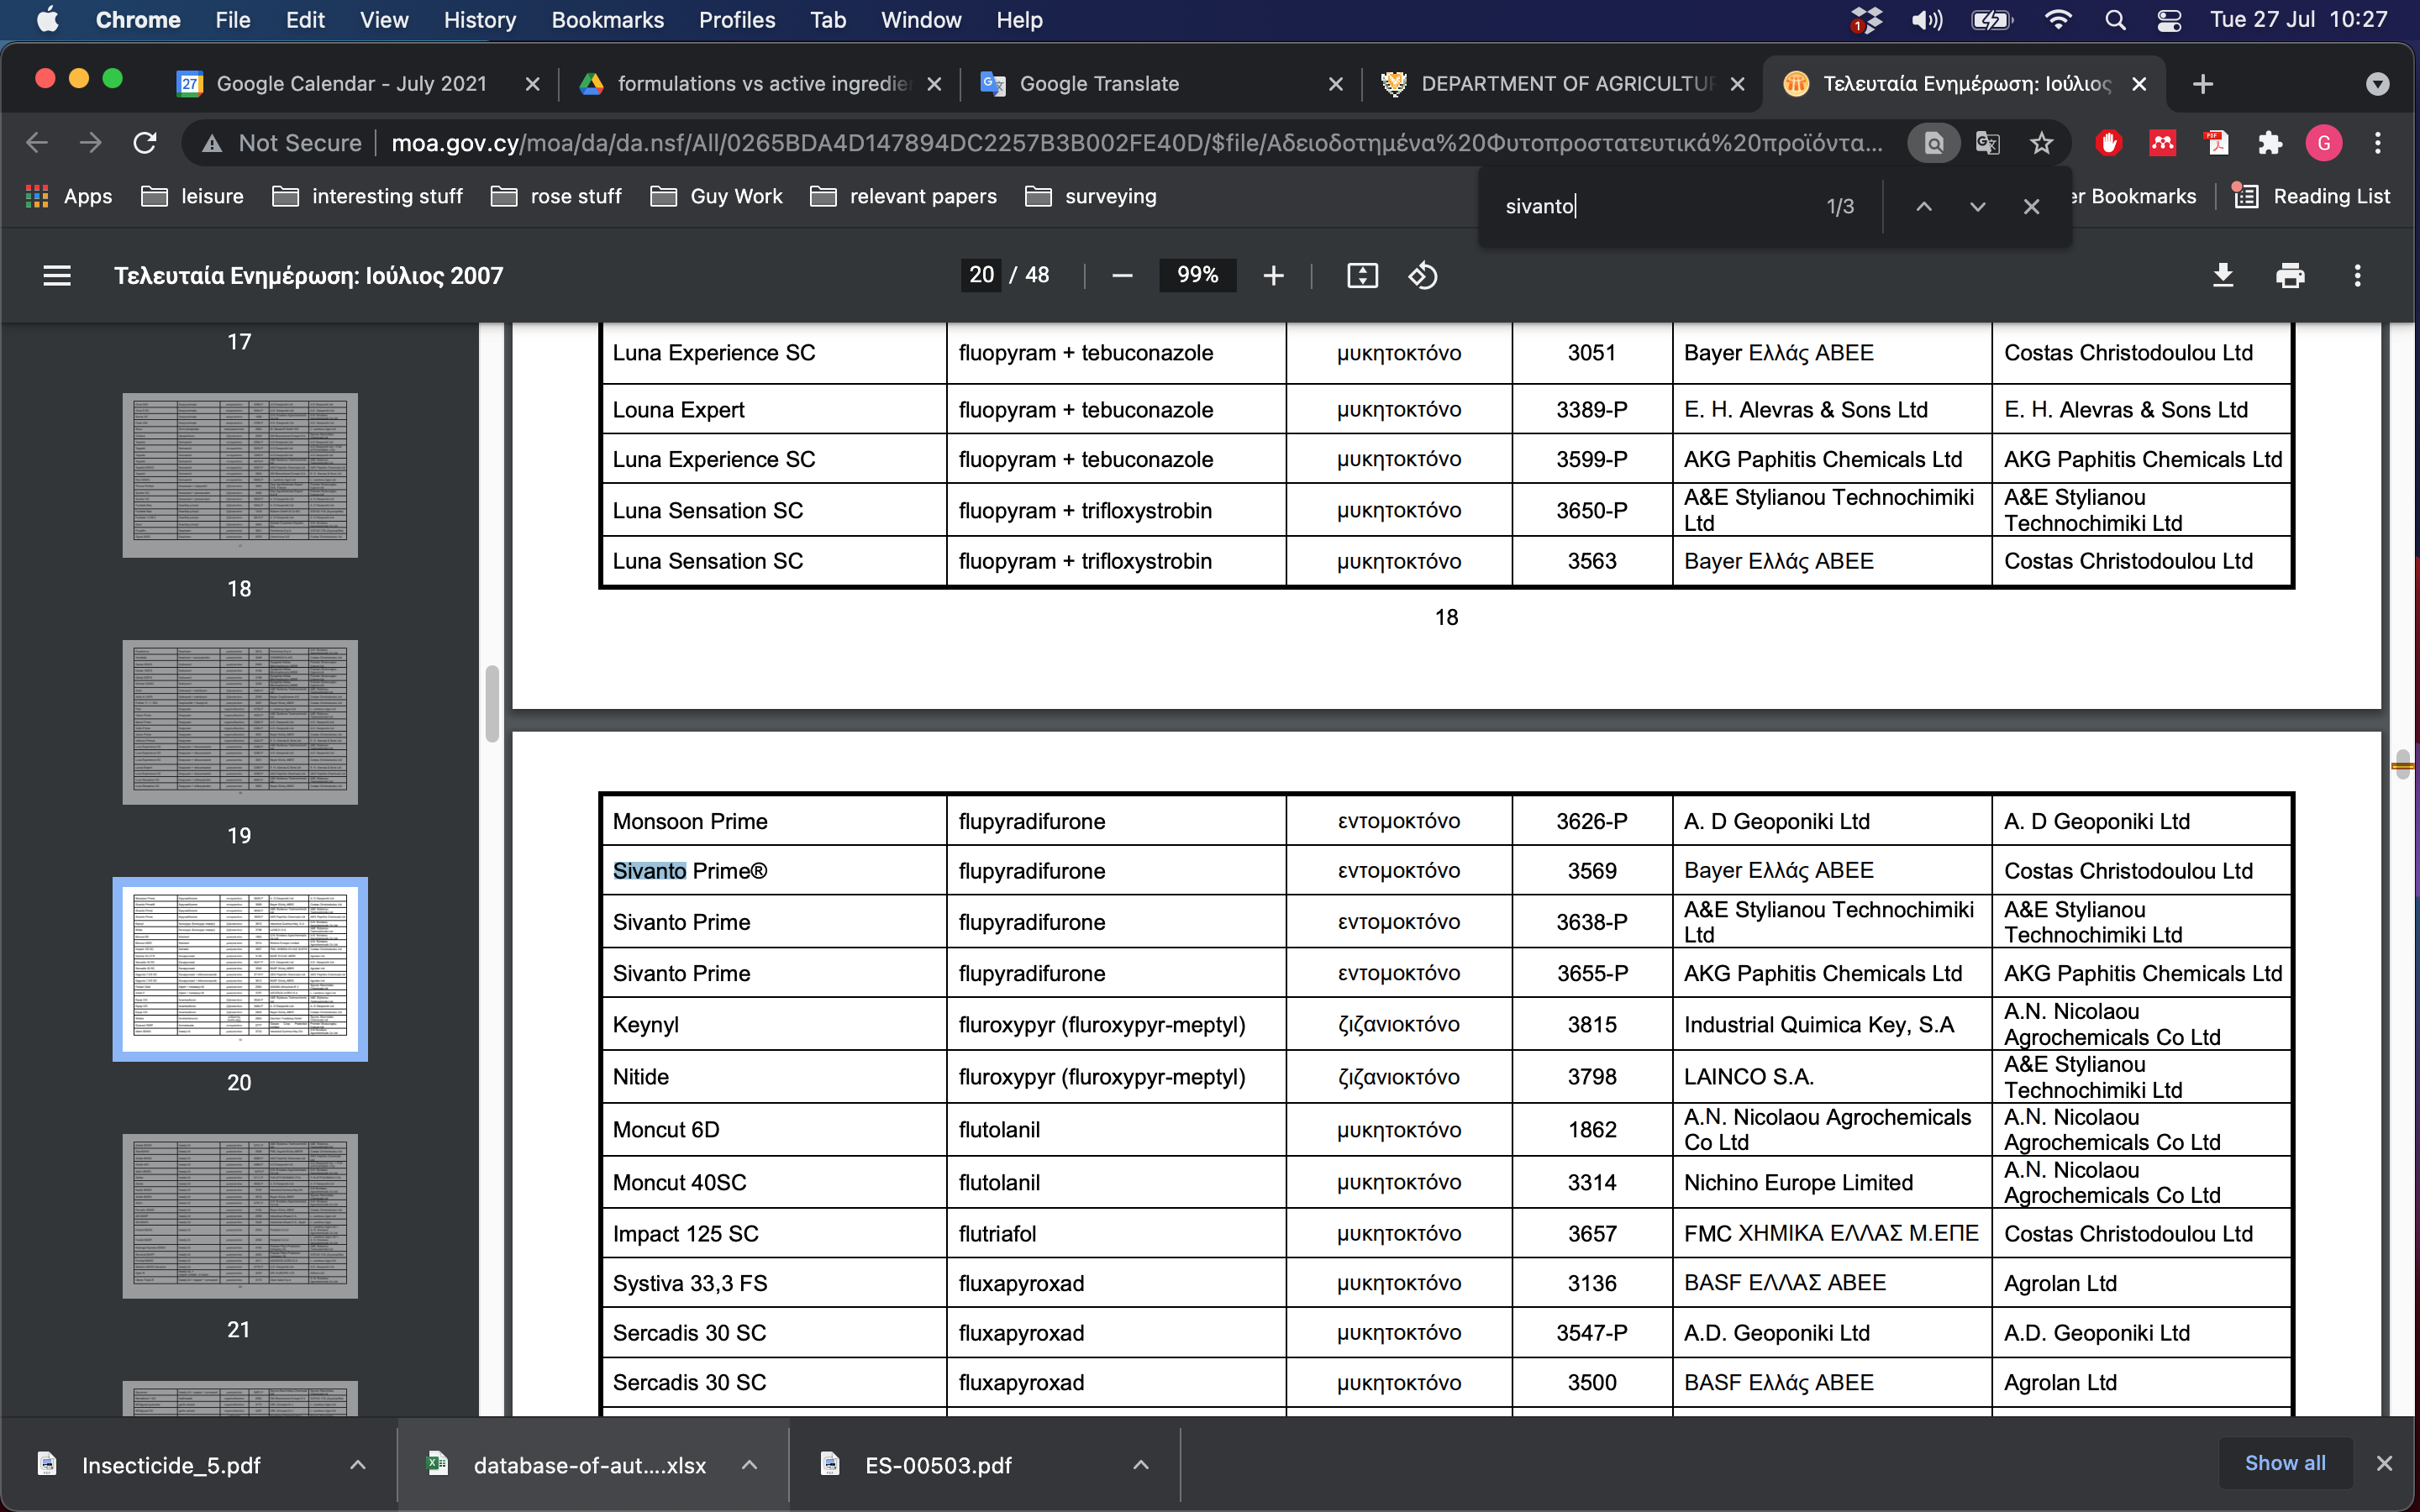 Chrome File Edit View History Bookmarks Profiles Tab Window Help 1 Tue 27 Jul 10:27
27 Google Calendar - July 2021 formulations vs active ingredie Google Translate DEPARTMENT OF AGRICULTUR Τελευταία Ενημέρωση: Ιούλιος
Not Secure moa.gov.cy/moa/da/da.nsf/All/0265BDA4D147894DC2257B3B002FE40D/$file/Αδειοδοτημένα%20Φυτοπροστατευτικά%20προϊόντα... G
Apps leisure interesting stuff rose stuff Guy Work relevant papers surveying er Bookmarks Reading List
sivanto 1/3
Τελευταία Ενημέρωση: Ιούλιος 2007 20 / 48 99%
17
18
19
20
21
Luna Experience SC fluopyram + tebuconazole μυκητοκτόνο 3051 Bayer Ελλάς ΑΒΕΕ Costas Christodoulou Ltd
Louna Expert fluopyram + tebuconazole μυκητοκτόνο 3389-P E. H. Alevras & Sons Ltd E. H. Alevras & Sons Ltd
Luna Experience SC fluopyram + tebuconazole μυκητοκτόνο 3599-P AKG Paphitis Chemicals Ltd AKG Paphitis Chemicals Ltd
Luna Sensation SC fluopyram + trifloxystrobin μυκητοκτόνο 3650-P A&E Stylianou Technochimiki Ltd A&E Stylianou Technochimiki Ltd
Luna Sensation SC fluopyram + trifloxystrobin μυκητοκτόνο 3563 Bayer Ελλάς ΑΒΕΕ Costas Christodoulou Ltd
18
Monsoon Prime flupyradifurone εντομοκτόνο 3626-P A. D Geoponiki Ltd A. D Geoponiki Ltd
Sivanto Prime® flupyradifurone εντομοκτόνο 3569 Bayer Ελλάς ΑΒΕΕ Costas Christodoulou Ltd
Sivanto Prime flupyradifurone εντομοκτόνο 3638-P A&E Stylianou Technochimiki Ltd A&E Stylianou Technochimiki Ltd
Sivanto Prime flupyradifurone εντομοκτόνο 3655-P AKG Paphitis Chemicals Ltd AKG Paphitis Chemicals Ltd
Keynyl fluroxypyr (fluroxypyr-meptyl) ζιζανιοκτόνο 3815 Industrial Quimica Key, S.A A.N. Nicolaou Agrochemicals Co Ltd
Nitide fluroxypyr (fluroxypyr-meptyl) ζιζανιοκτόνο 3798 LAINCO S.A. A&E Stylianou Technochimiki Ltd
Moncut 6D flutolanil μυκητοκτόνο 1862 A.N. Nicolaou Agrochemicals Co Ltd A.N. Nicolaou Agrochemicals Co Ltd
Moncut 40SC flutolanil μυκητοκτόνο 3314 Nichino Europe Limited A.N. Nicolaou Agrochemicals Co Ltd
Impact 125 SC flutriafol μυκητοκτόνο 3657 FMC ΧΗΜΙΚΑ ΕΛΛΑΣ Μ.ΕΠΕ Costas Christodoulou Ltd
Systiva 33,3 FS fluxapyroxad μυκητοκτόνο 3136 BASF ΕΛΛΑΣ ΑΒΕΕ Agrolan Ltd
Sercadis 30 SC fluxapyroxad μυκητοκτόνο 3547-P A.D. Geoponiki Ltd A.D. Geoponiki Ltd
Sercadis 30 SC fluxapyroxad μυκητοκτόνο 3500 BASF Ελλάς ΑΒΕΕ Agrolan Ltd
Insecticide_5.pdf database-of-aut....xlsx ES-00503.pdf Show all